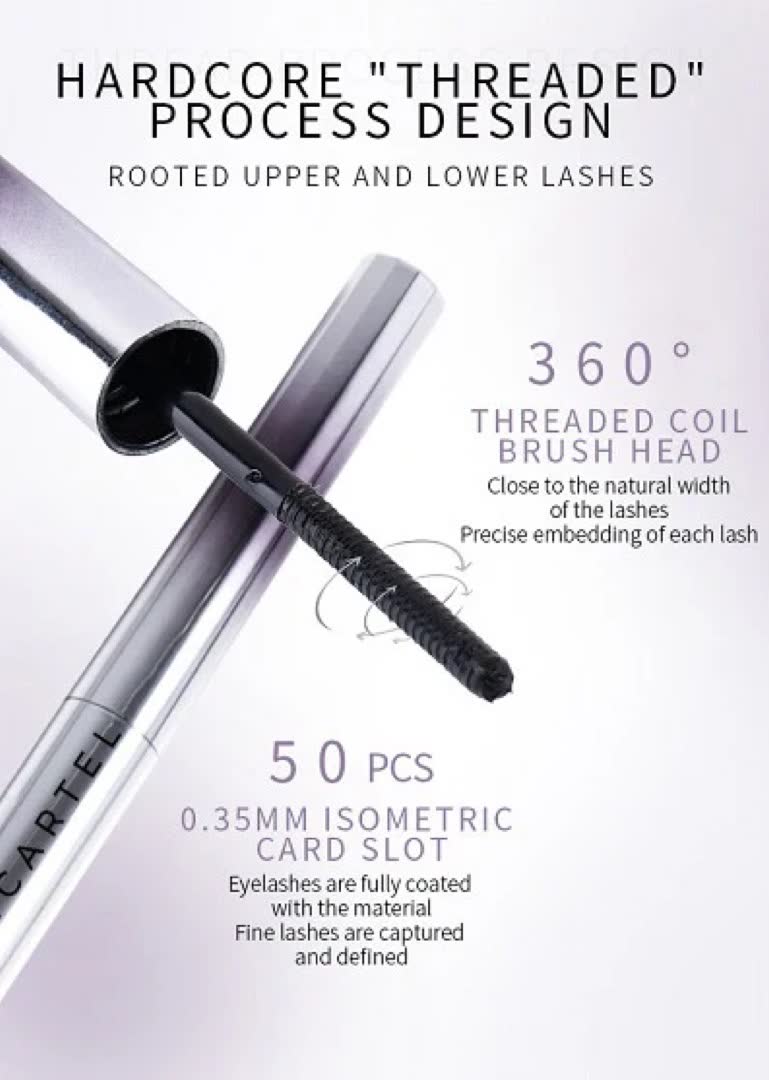 HARDCORE "THREADED"
PROCESS DESIGN
ROOTED UPPER AND LOWER LASHES
360°
THREADED COIL
BRUSH HEAD
Close to the natural width
of the lashes
Precise embedding of each lash
50 PCS
0.35MM ISOMETRIC
CARD SLOT
Eyelashes are fully coated
with the material
Fine lashes are captured
and defined
CARTEL